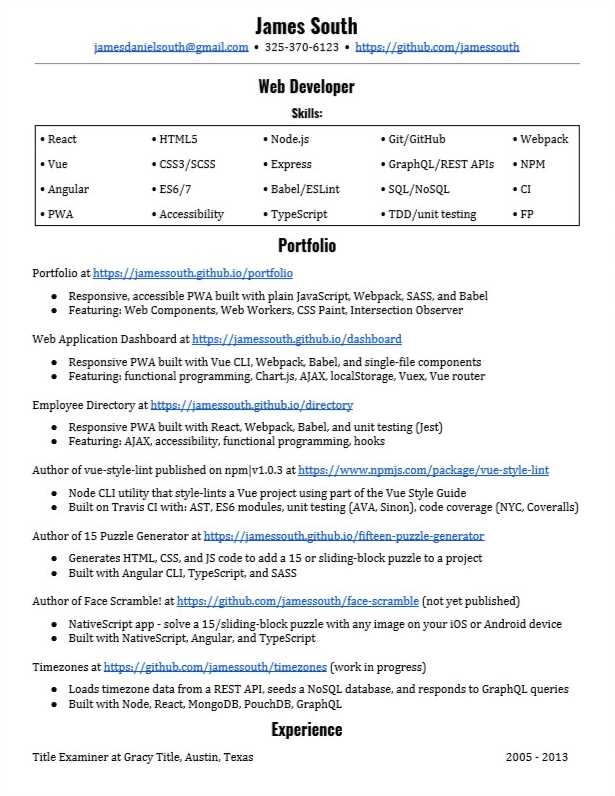 James South
jamesdanielsouth@gmail.com • 325-370-6123 • https://github.com/jamessouth
Web Developer
Skills:
• React • HTML5 • Node.js • Git/GitHub • Webpack
• Vue • CSS3/SCSS • Express • GraphQL/REST APIs • NPM
• Angular • ES6/7 • Babel/ESLint • SQL/NoSQL • CI
• PWA • Accessibility • TypeScript • TDD/unit testing • FP
Portfolio
Portfolio at https://jamessouth.github.io/portfolio
● Responsive, accessible PWA built with plain JavaScript, Webpack, SASS, and Babel
● Featuring: Web Components, Web Workers, CSS Paint, Intersection Observer
Web Application Dashboard at https://jamessouth.github.io/dashboard
● Responsive PWA built with Vue CLI, Webpack, Babel, and single-file components
● Featuring: functional programming, Chart.js, AJAX, localStorage, Vuex, Vue router
Employee Directory at https://jamessouth.github.io/directory
● Responsive PWA built with React, Webpack, Babel, and unit testing (Jest)
● Featuring: AJAX, accessibility, functional programming, hooks
Author of vue-style-lint published on npm|v1.0.3 at https://www.npmjs.com/package/vue-style-lint
● Node CLI utility that style-lints a Vue project using part of the Vue Style Guide
● Built on Travis CI with: AST, ES6 modules, unit testing (AVA, Sinon), code coverage (NYC, Coveralls)
Author of 15 Puzzle Generator at https://jamessouth.github.io/fifteen-puzzle-generator
● Generates HTML, CSS, and JS code to add a 15 or sliding-block puzzle to a project
● Built with Angular CLI, TypeScript, and SASS
Author of Face Scramble! at https://github.com/jamessouth/face-scramble (not yet published)
● NativeScript app - solve a 15/sliding-block puzzle with any image on your iOS or Android device
● Built with NativeScript, Angular, and TypeScript
Timezones at https://github.com/jamessouth/timezones (work in progress)
● Loads timezone data from a REST API, seeds a NoSQL database, and responds to GraphQL queries
● Built with Node, React, MongoDB, PouchDB, GraphQL
Experience
Title Examiner at Gracy Title, Austin, Texas 2005 - 2013